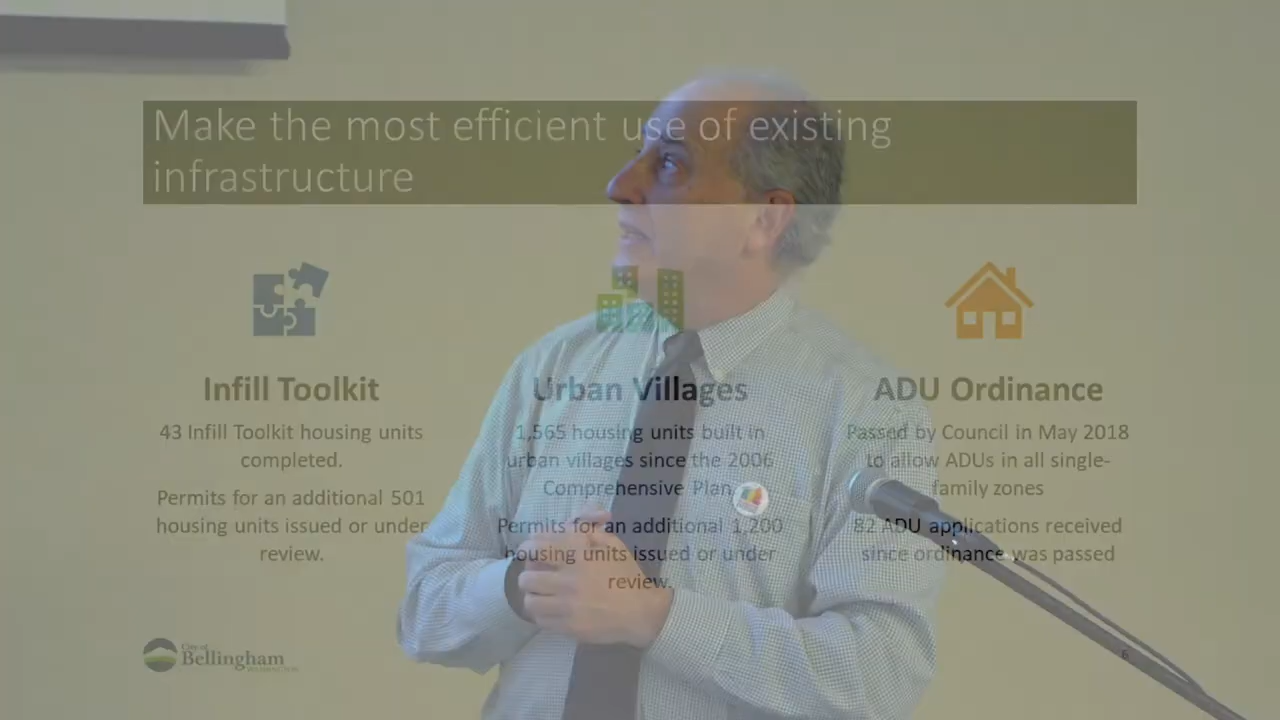 Make the most efficient use of existing
infrastructure
Infill Toolkit
43 Infill Toolkit housing units
completed.
Permits for an additional 501
housing units issued or under
review.
Urban Villages
1,565 housing units built in
urban villages since the 2006
Comprehensive Plan.
Permits for an additional 1,200
housing units issued or under
review.
ADU Ordinance
Passed by Council in May 2018
to allow ADUs in all single-
family zones
82 ADU applications received
since ordinance was passed
City of
Bellingham
WASHINGTON
6